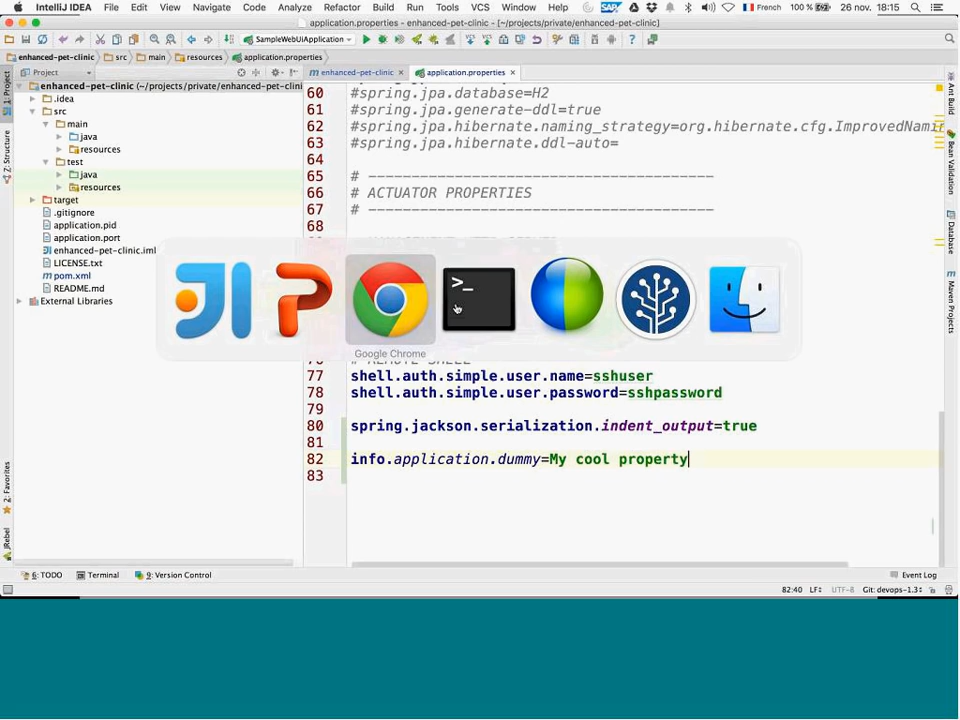 IntelliJ IDEA File Edit View Navigate Code Analyze Refactor Build Run Tools VCS Window Help SAP French 100 % 26 nov. 18:15
application.properties - enhanced-pet-clinic - [~/projects/private/enhanced-pet-clinic]
SampleWebUiApplication
enhanced-pet-clinic src main resources application.properties
Project
enhanced-pet-clinic application.properties
1: Project
Z: Structure
2: Favorites
JRebel
enhanced-pet-clinic (~/projects/private/enhanced-pet-clini
.idea
src
main
java
resources
test
java
resources
target
.gitignore
application.pid
application.port
enhanced-pet-clinic.iml
LICENSE.txt
pom.xml
README.md
External Libraries
60 #spring.jpa.database=H2
61 #spring.jpa.generate-ddl=true
62 #spring.jpa.hibernate.naming_strategy=org.hibernate.cfg.ImprovedNamin
63 #spring.jpa.hibernate.ddl-auto=
64
65 # ----------------------------------------
66 # ACTUATOR PROPERTIES
67 # ----------------------------------------
68
>_
Google Chrome
77 shell.auth.simple.user.name=sshuser
78 shell.auth.simple.user.password=sshpassword
79
80 spring.jackson.serialization.indent_output=true
81
82 info.application.dummy=My cool property
83
Ant Build
Bean Validation
Database
Maven Projects
6: TODO Terminal 9: Version Control Event Log
82:40 LF UTF-8 Git: devops-1.3